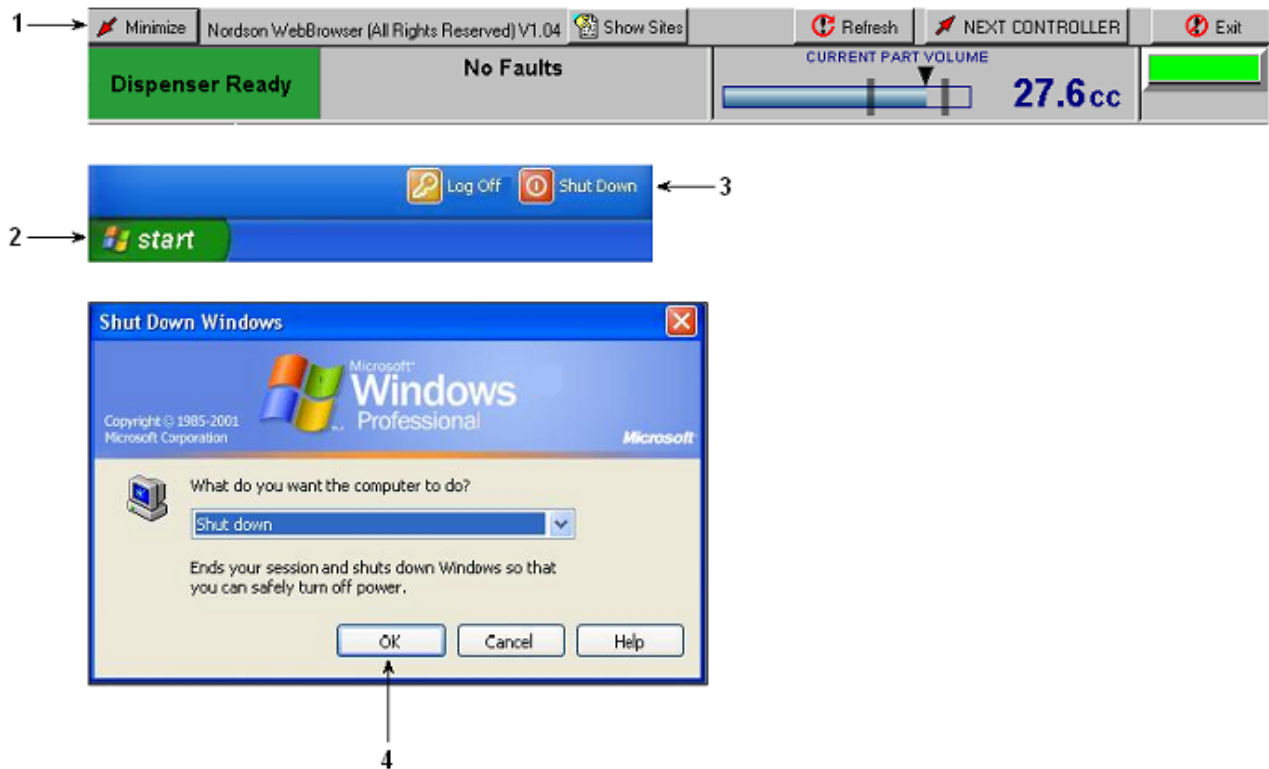 1
Minimize
Nordson WebBrowser (All Rights Reserved) V1.04
Show Sites
Refresh
NEXT CONTROLLER
Exit
Dispenser Ready
No Faults
CURRENT PART VOLUME
27.6cc
Log Off
Shut Down
3
2
start
Shut Down Windows
Microsoft
Windows
Professional
Copyright © 1985-2001
Microsoft Corporation
Microsoft
What do you want the computer to do?
Shut down
Ends your session and shuts down Windows so that
you can safely turn off power.
OK
Cancel
Help
4